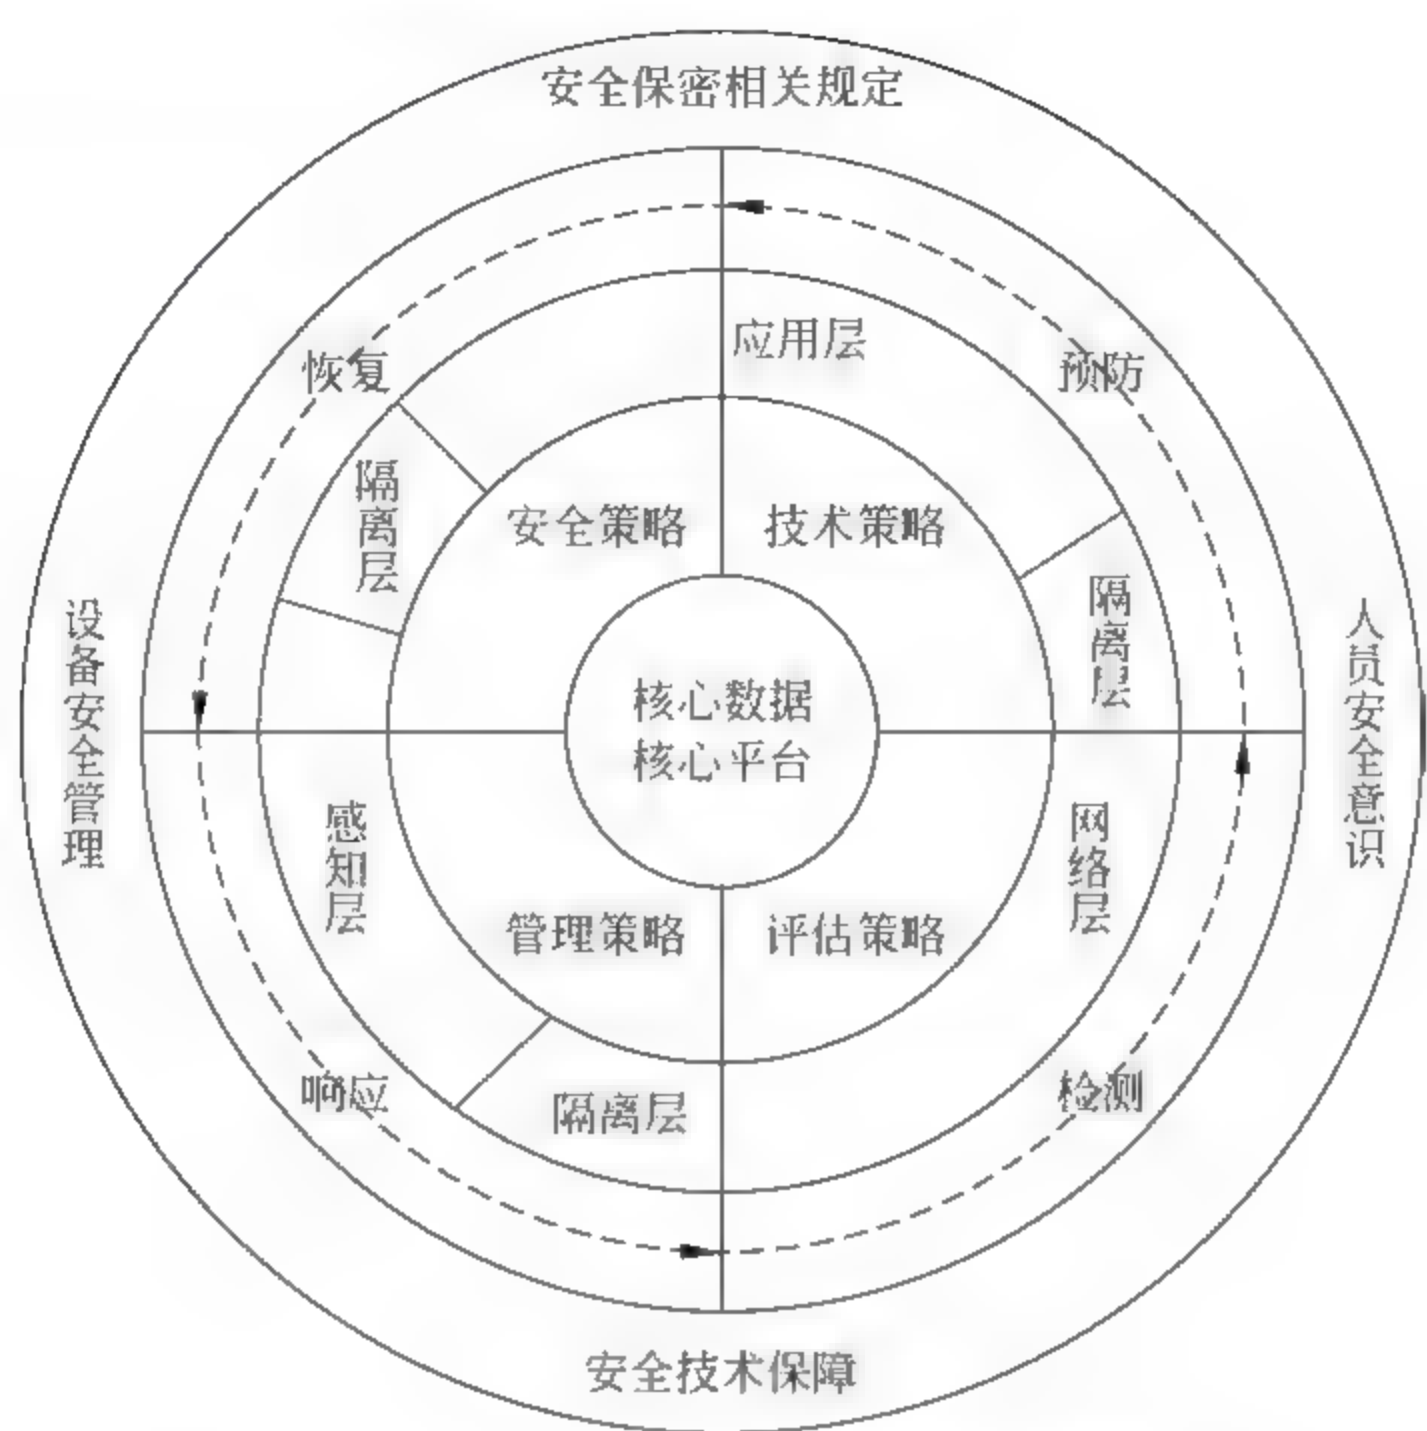 安全保密相关规定
应用层
恢复
预防
隔离层
安全策略
技术策略
隔离层
设备安全管理
核心数据
核心平台
人员安全意识
感知层
网络层
管理策略
评估策略
响应
隔离层
检测
安全技术保障